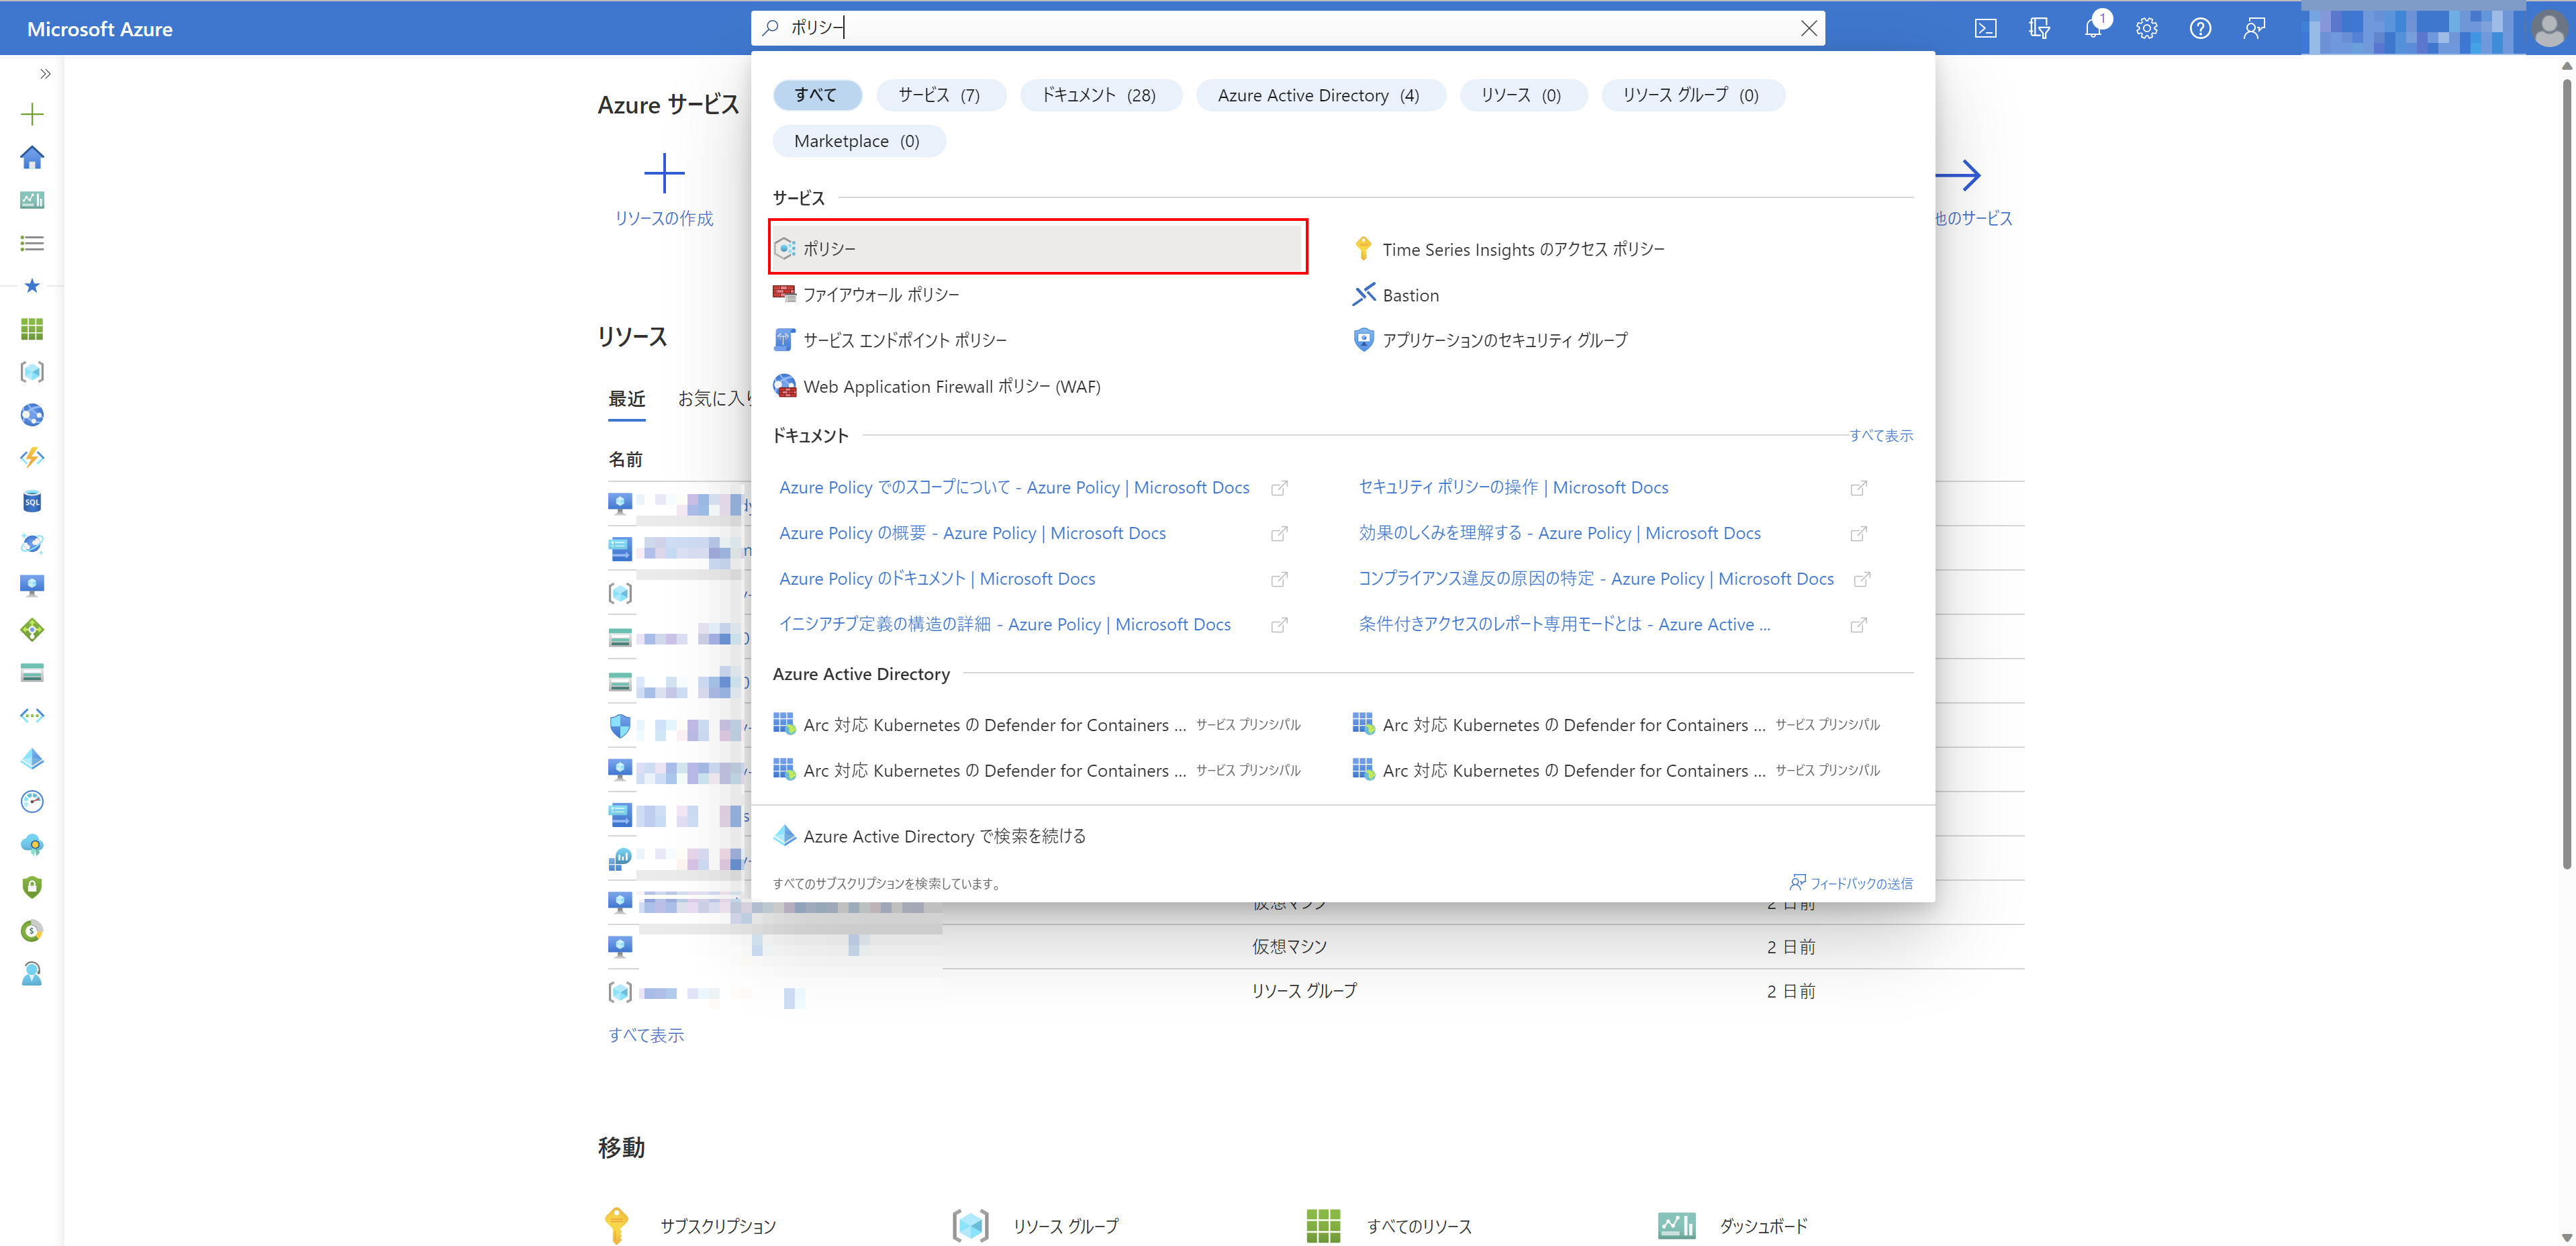 Microsoft Azure
ポリシー
1
すべて
サービス (7)
ドキュメント (28)
Azure Active Directory (4)
リソース (0)
リソース グループ (0)
Marketplace (0)
Azure サービス
リソースの作成
他のサービス
サービス
ポリシー
Time Series Insights のアクセス ポリシー
ファイアウォール ポリシー
Bastion
サービス エンドポイント ポリシー
アプリケーションのセキュリティ グループ
Web Application Firewall ポリシー (WAF)
ドキュメント
すべて表示
Azure Policy でのスコープについて - Azure Policy | Microsoft Docs
セキュリティ ポリシーの操作 | Microsoft Docs
Azure Policy の概要 - Azure Policy | Microsoft Docs
効果のしくみを理解する - Azure Policy | Microsoft Docs
Azure Policy のドキュメント | Microsoft Docs
コンプライアンス違反の原因の特定 - Azure Policy | Microsoft Docs
イニシアチブ定義の構造の詳細 - Azure Policy | Microsoft Docs
条件付きアクセスのレポート専用モードとは - Azure Active ...
Azure Active Directory
Arc 対応 Kubernetes の Defender for Containers ... サービス プリンシパル
Arc 対応 Kubernetes の Defender for Containers ... サービス プリンシパル
Arc 対応 Kubernetes の Defender for Containers ... サービス プリンシパル
Arc 対応 Kubernetes の Defender for Containers ... サービス プリンシパル
Azure Active Directory で検索を続ける
すべてのサブスクリプションを検索しています。
フィードバックの送信
リソース
最近
お気に入り
名前
SQL
仮想マシン
2 日前
仮想マシン
2 日前
リソース グループ
2 日前
すべて表示
移動
サブスクリプション
リソース グループ
すべてのリソース
ダッシュボード